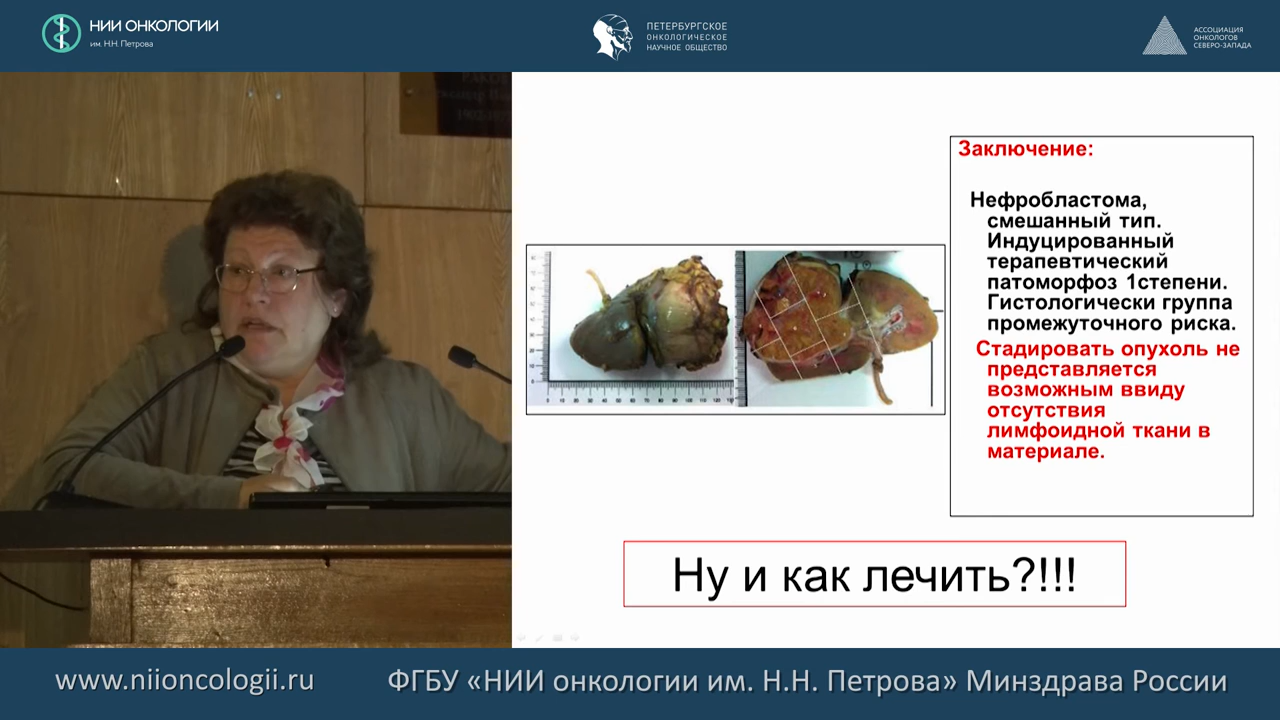 НИИ ОНКОЛОГИИ
им. Н.Н. Петрова
ПЕТЕРБУРГСКОЕ
ОНКОЛОГИЧЕСКОЕ
НАУЧНОЕ ОБЩЕСТВО
АССОЦИАЦИЯ
ОНКОЛОГОВ
СЕВЕРО-ЗАПАДА
Заключение:
Нефробластома,
смешанный тип.
Индуцированный
терапевтический
патоморфоз 1степени.
Гистологически группа
промежуточного риска.
Стадировать опухоль не
представляется
возможным ввиду
отсутствия
лимфоидной ткани в
материале.
Ну и как лечить?!!!
www.niioncologii.ru
ФГБУ «НИИ онкологии им. Н.Н. Петрова» Минздрава России